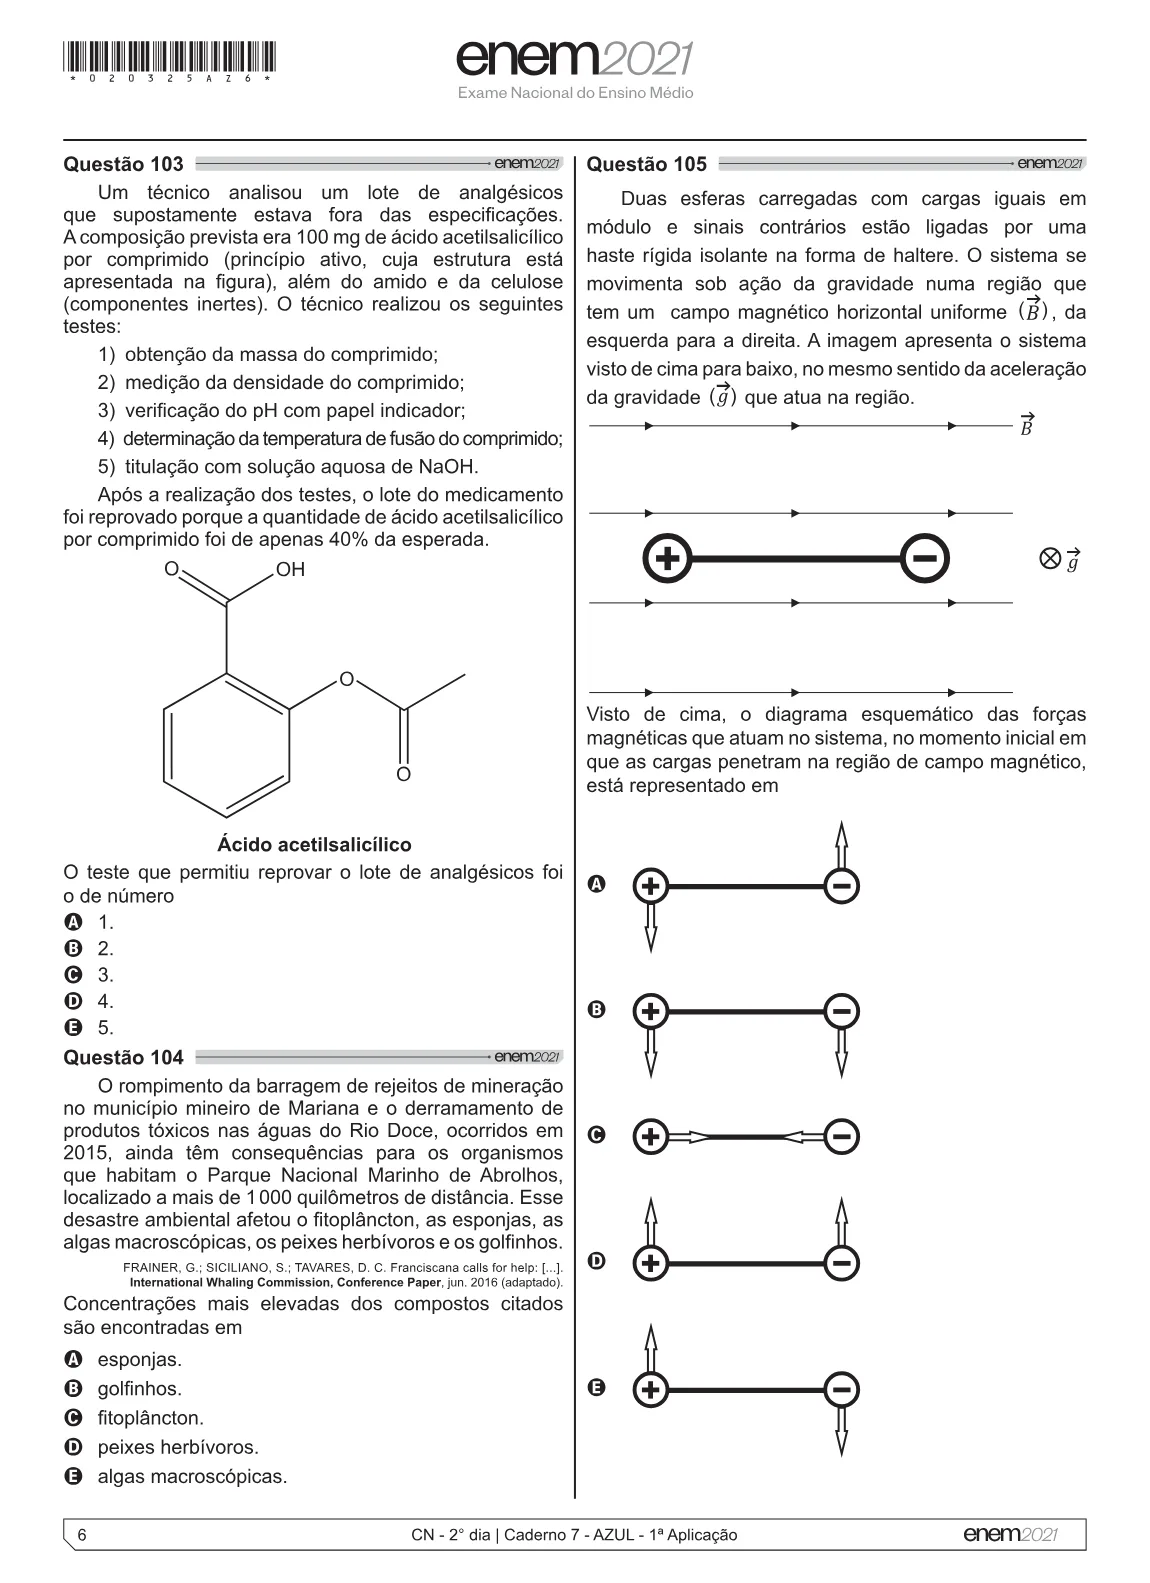 *020325AZ6*
enem2021
Exame Nacional do Ensino Médio
Questão 103 enem2021
Um técnico analisou um lote de analgésicos
que supostamente estava fora das especificações.
A composição prevista era 100 mg de ácido acetilsalicílico
por comprimido (princípio ativo, cuja estrutura está
apresentada na figura), além do amido e da celulose
(componentes inertes). O técnico realizou os seguintes
testes:
1) obtenção da massa do comprimido;
2) medição da densidade do comprimido;
3) verificação do pH com papel indicador;
4) determinação da temperatura de fusão do comprimido;
5) titulação com solução aquosa de NaOH.
Após a realização dos testes, o lote do medicamento
foi reprovado porque a quantidade de ácido acetilsalicílico
por comprimido foi de apenas 40% da esperada.
O OH
O
O
Ácido acetilsalicílico
O teste que permitiu reprovar o lote de analgésicos foi
o de número
A 1.
B 2.
C 3.
D 4.
E 5.
Questão 104 enem2021
O rompimento da barragem de rejeitos de mineração
no município mineiro de Mariana e o derramamento de
produtos tóxicos nas águas do Rio Doce, ocorridos em
2015, ainda têm consequências para os organismos
que habitam o Parque Nacional Marinho de Abrolhos,
localizado a mais de 1 000 quilômetros de distância. Esse
desastre ambiental afetou o fitoplâncton, as esponjas, as
algas macroscópicas, os peixes herbívoros e os golfinhos.
FRAINER, G.; SICILIANO, S.; TAVARES, D. C. Franciscana calls for help: [...].
International Whaling Commission, Conference Paper, jun. 2016 (adaptado).
Concentrações mais elevadas dos compostos citados
são encontradas em
A esponjas.
B golfinhos.
C fitoplâncton.
D peixes herbívoros.
E algas macroscópicas.
Questão 105 enem2021
Duas esferas carregadas com cargas iguais em
módulo e sinais contrários estão ligadas por uma
haste rígida isolante na forma de haltere. O sistema se
movimenta sob ação da gravidade numa região que
tem um campo magnético horizontal uniforme (B⃗), da
esquerda para a direita. A imagem apresenta o sistema
visto de cima para baixo, no mesmo sentido da aceleração
da gravidade (g⃗) que atua na região.
B⃗
+ − ⊗ g⃗
Visto de cima, o diagrama esquemático das forças
magnéticas que atuam no sistema, no momento inicial em
que as cargas penetram na região de campo magnético,
está representado em
A + −
B + −
C + −
D + −
E + −
6 CN - 2° dia | Caderno 7 - AZUL - 1ª Aplicação enem2021